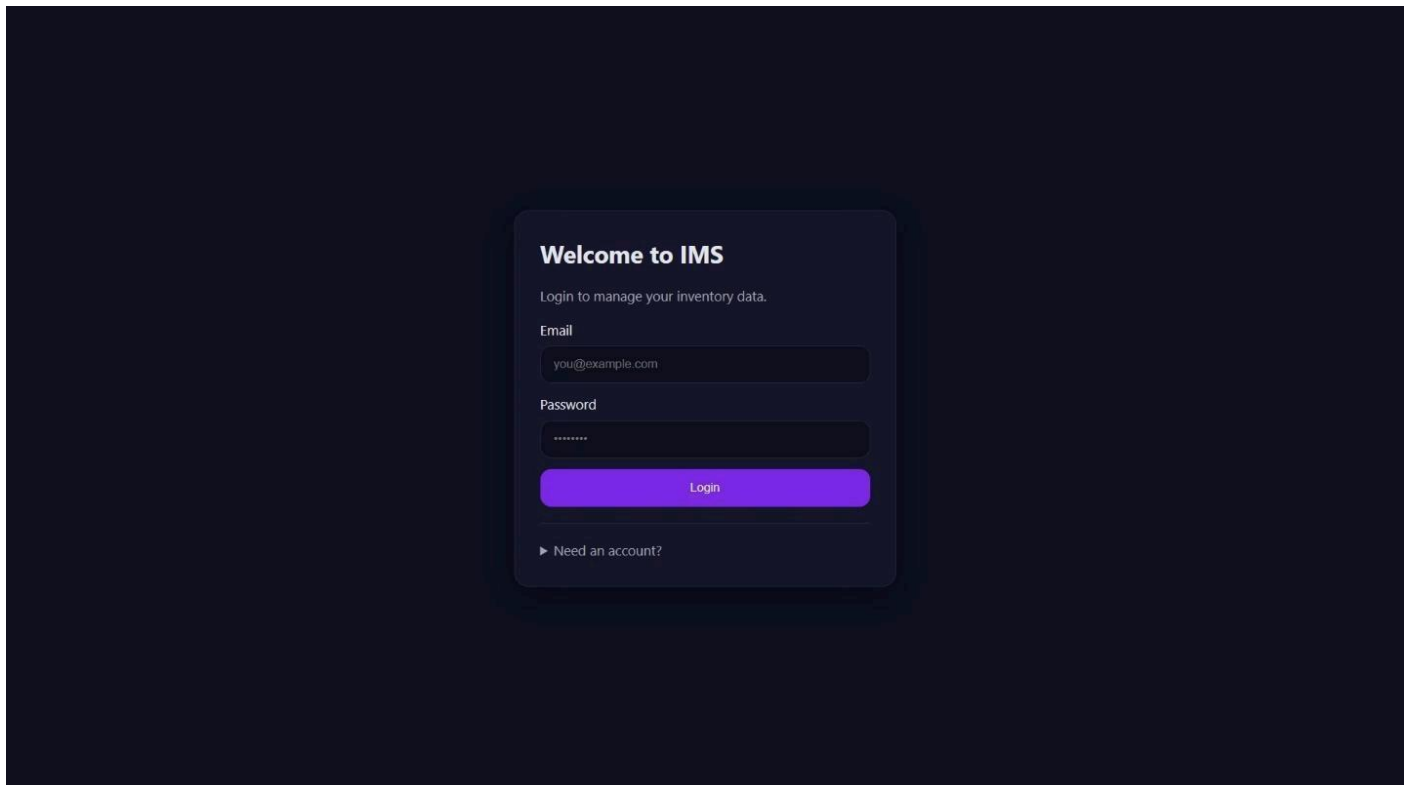 Welcome to IMS
Login to manage your inventory data.
Email
you@example.com
Password
••••••••
Login
Need an account?